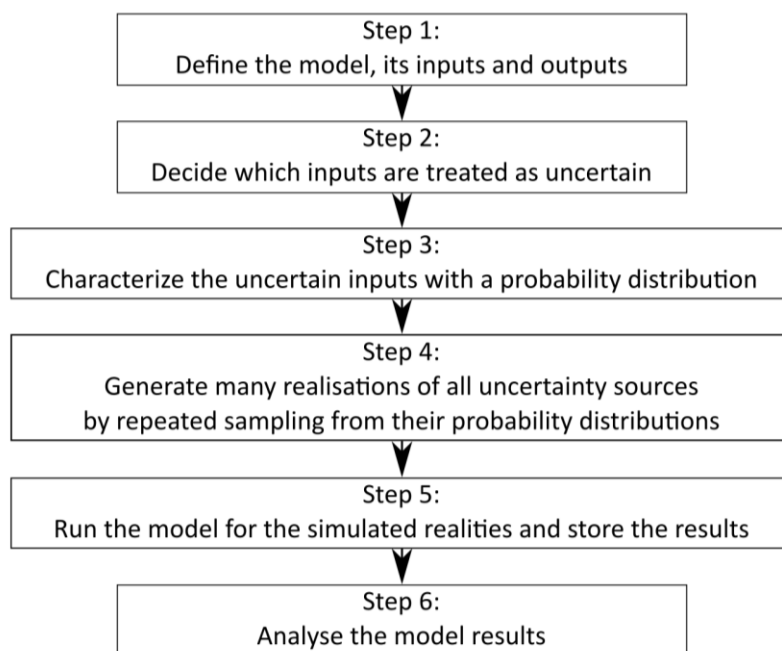 Step 1:
Define the model, its inputs and outputs
Step 2:
Decide which inputs are treated as uncertain
Step 3:
Characterize the uncertain inputs with a probability distribution
Step 4:
Generate many realisations of all uncertainty sources
by repeated sampling from their probability distributions
Step 5:
Run the model for the simulated realities and store the results
Step 6:
Analyse the model results